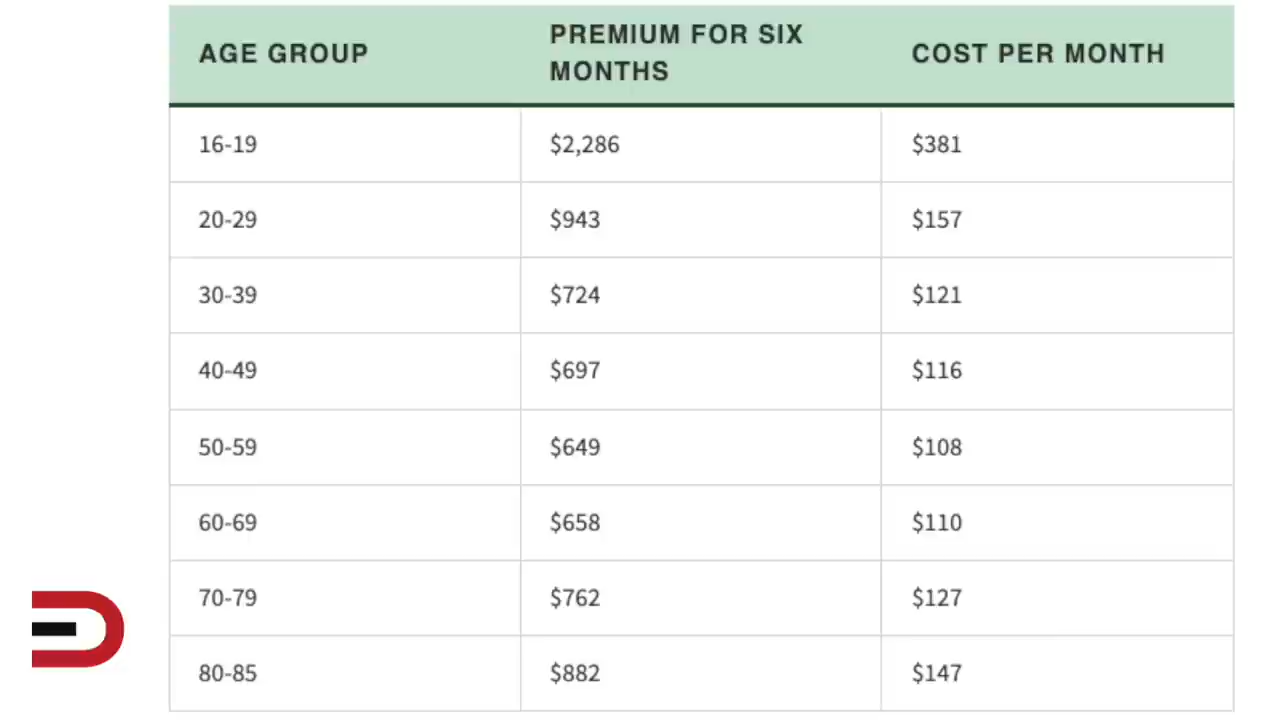 AGE GROUP PREMIUM FOR SIX MONTHS COST PER MONTH
16-19 $2,286 $381
20-29 $943 $157
30-39 $724 $121
40-49 $697 $116
50-59 $649 $108
60-69 $658 $110
70-79 $762 $127
80-85 $882 $147